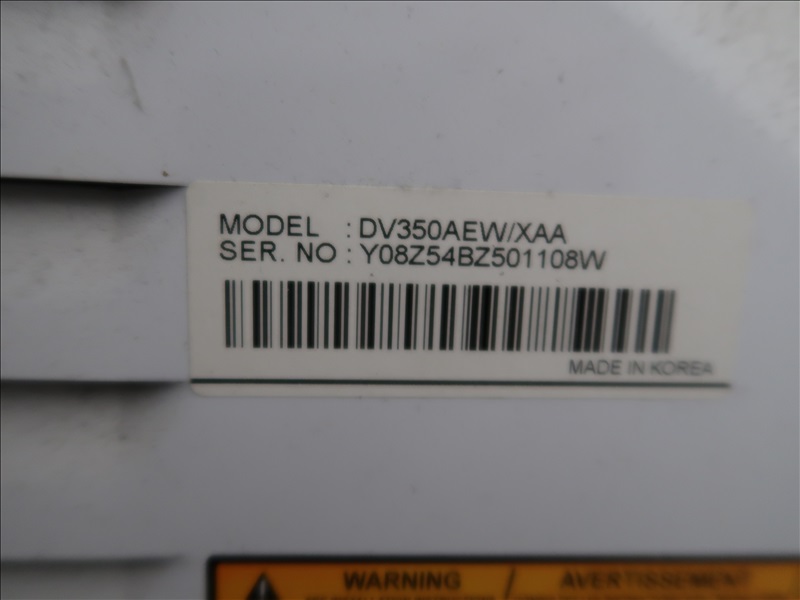 MODEL : DV350AEW/XAA
SER. NO : Y08Z54BZ501108W
MADE IN KOREA
WARNING / AVERTISSEMENT